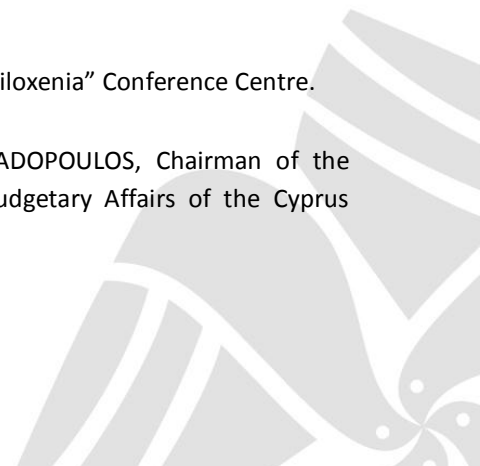 iloxenia” Conference Centre.
ADOPOULOS, Chairman of the
udgetary Affairs of the Cyprus